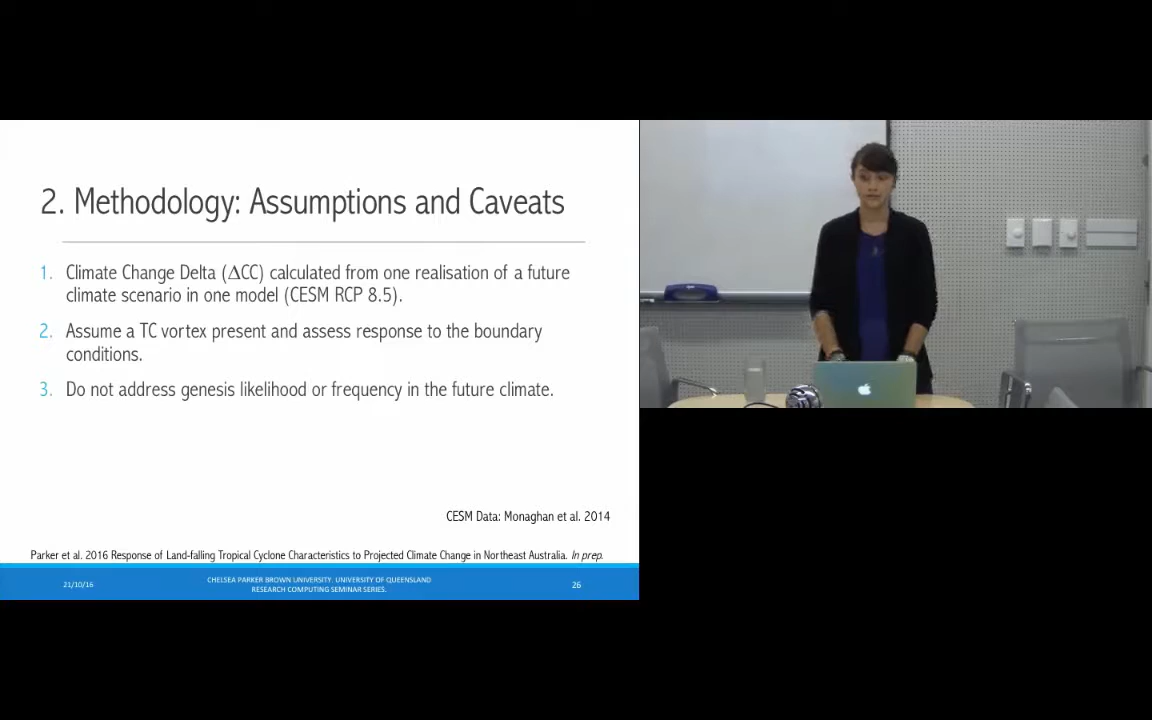 2. Methodology: Assumptions and Caveats
1. Climate Change Delta (ΔCC) calculated from one realisation of a future
climate scenario in one model (CESM RCP 8.5).
2. Assume a TC vortex present and assess response to the boundary
conditions.
3. Do not address genesis likelihood or frequency in the future climate.
CESM Data: Monaghan et al. 2014
Parker et al. 2016 Response of Land-falling Tropical Cyclone Characteristics to Projected Climate Change in Northeast Australia. In prep.
21/10/16
CHELSEA PARKER BROWN UNIVERSITY. UNIVERSITY OF QUEENSLAND
RESEARCH COMPUTING SEMINAR SERIES.
26